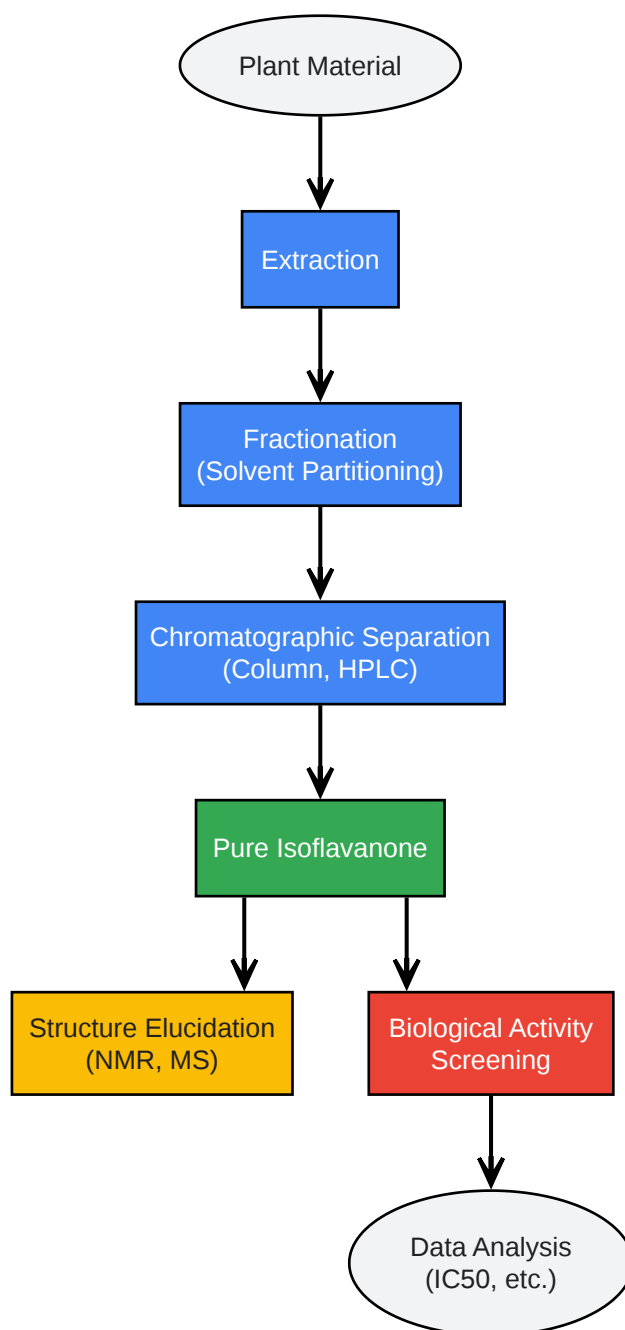 Plant Material
Extraction
Fractionation
(Solvent Partitioning)
Chromatographic Separation
(Column, HPLC)
Pure Isoflavanone
Structure Elucidation
(NMR, MS)
Biological Activity
Screening
Data Analysis
(IC50, etc.)